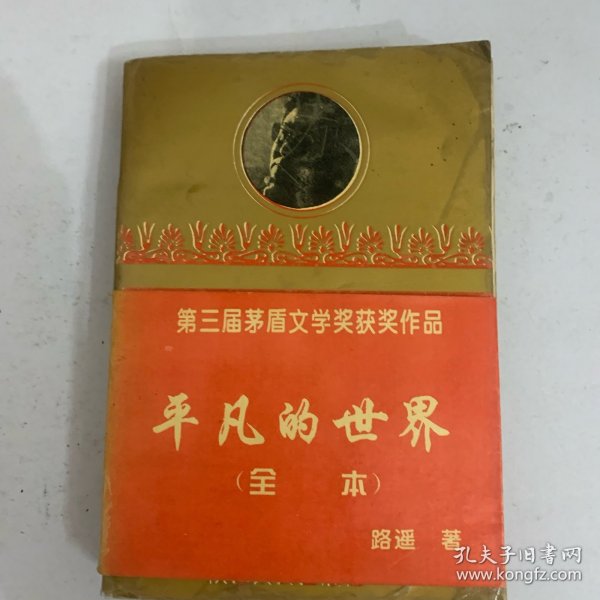 第三届茅盾文学奖获奖作品
平凡的世界
(全本)
路遥 著
孔夫子旧书网
www.kongfz.com